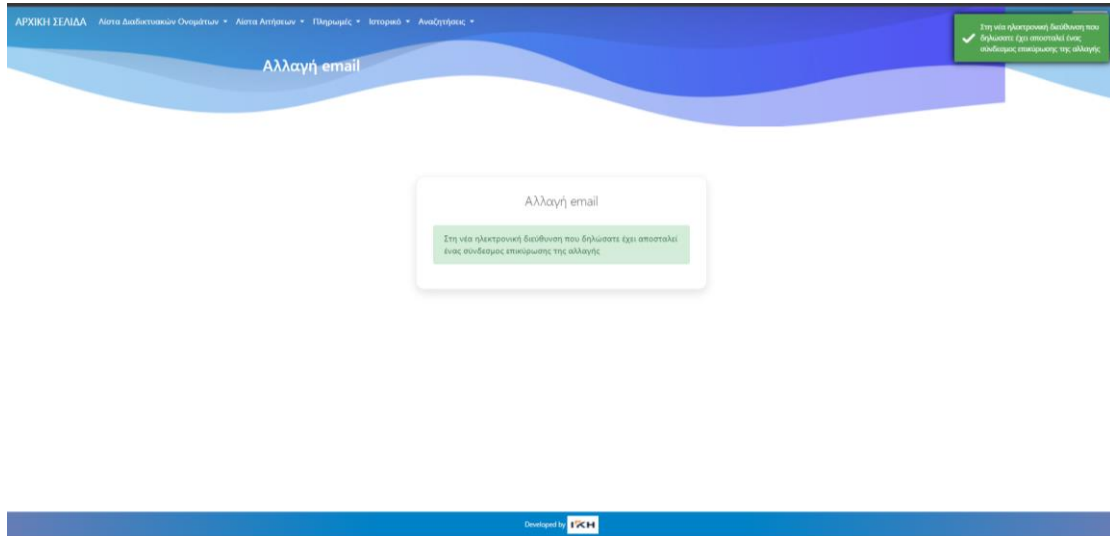 ΑΡΧΙΚΗ ΣΕΛΙΔΑ Λίστα Διαδικτυακών Ονομάτων Λίστα Αιτήσεων Πληρωμές Ιστορικό Αναζητήσεις
Στη νέα ηλεκτρονική διεύθυνση που
δηλώσατε έχει αποσταλεί ένας
σύνδεσμος επικύρωσης της αλλαγής
Αλλαγή email
Αλλαγή email
Στη νέα ηλεκτρονική διεύθυνση που δηλώσατε έχει αποσταλεί
ένας σύνδεσμος επικύρωσης της αλλαγής
Developed by